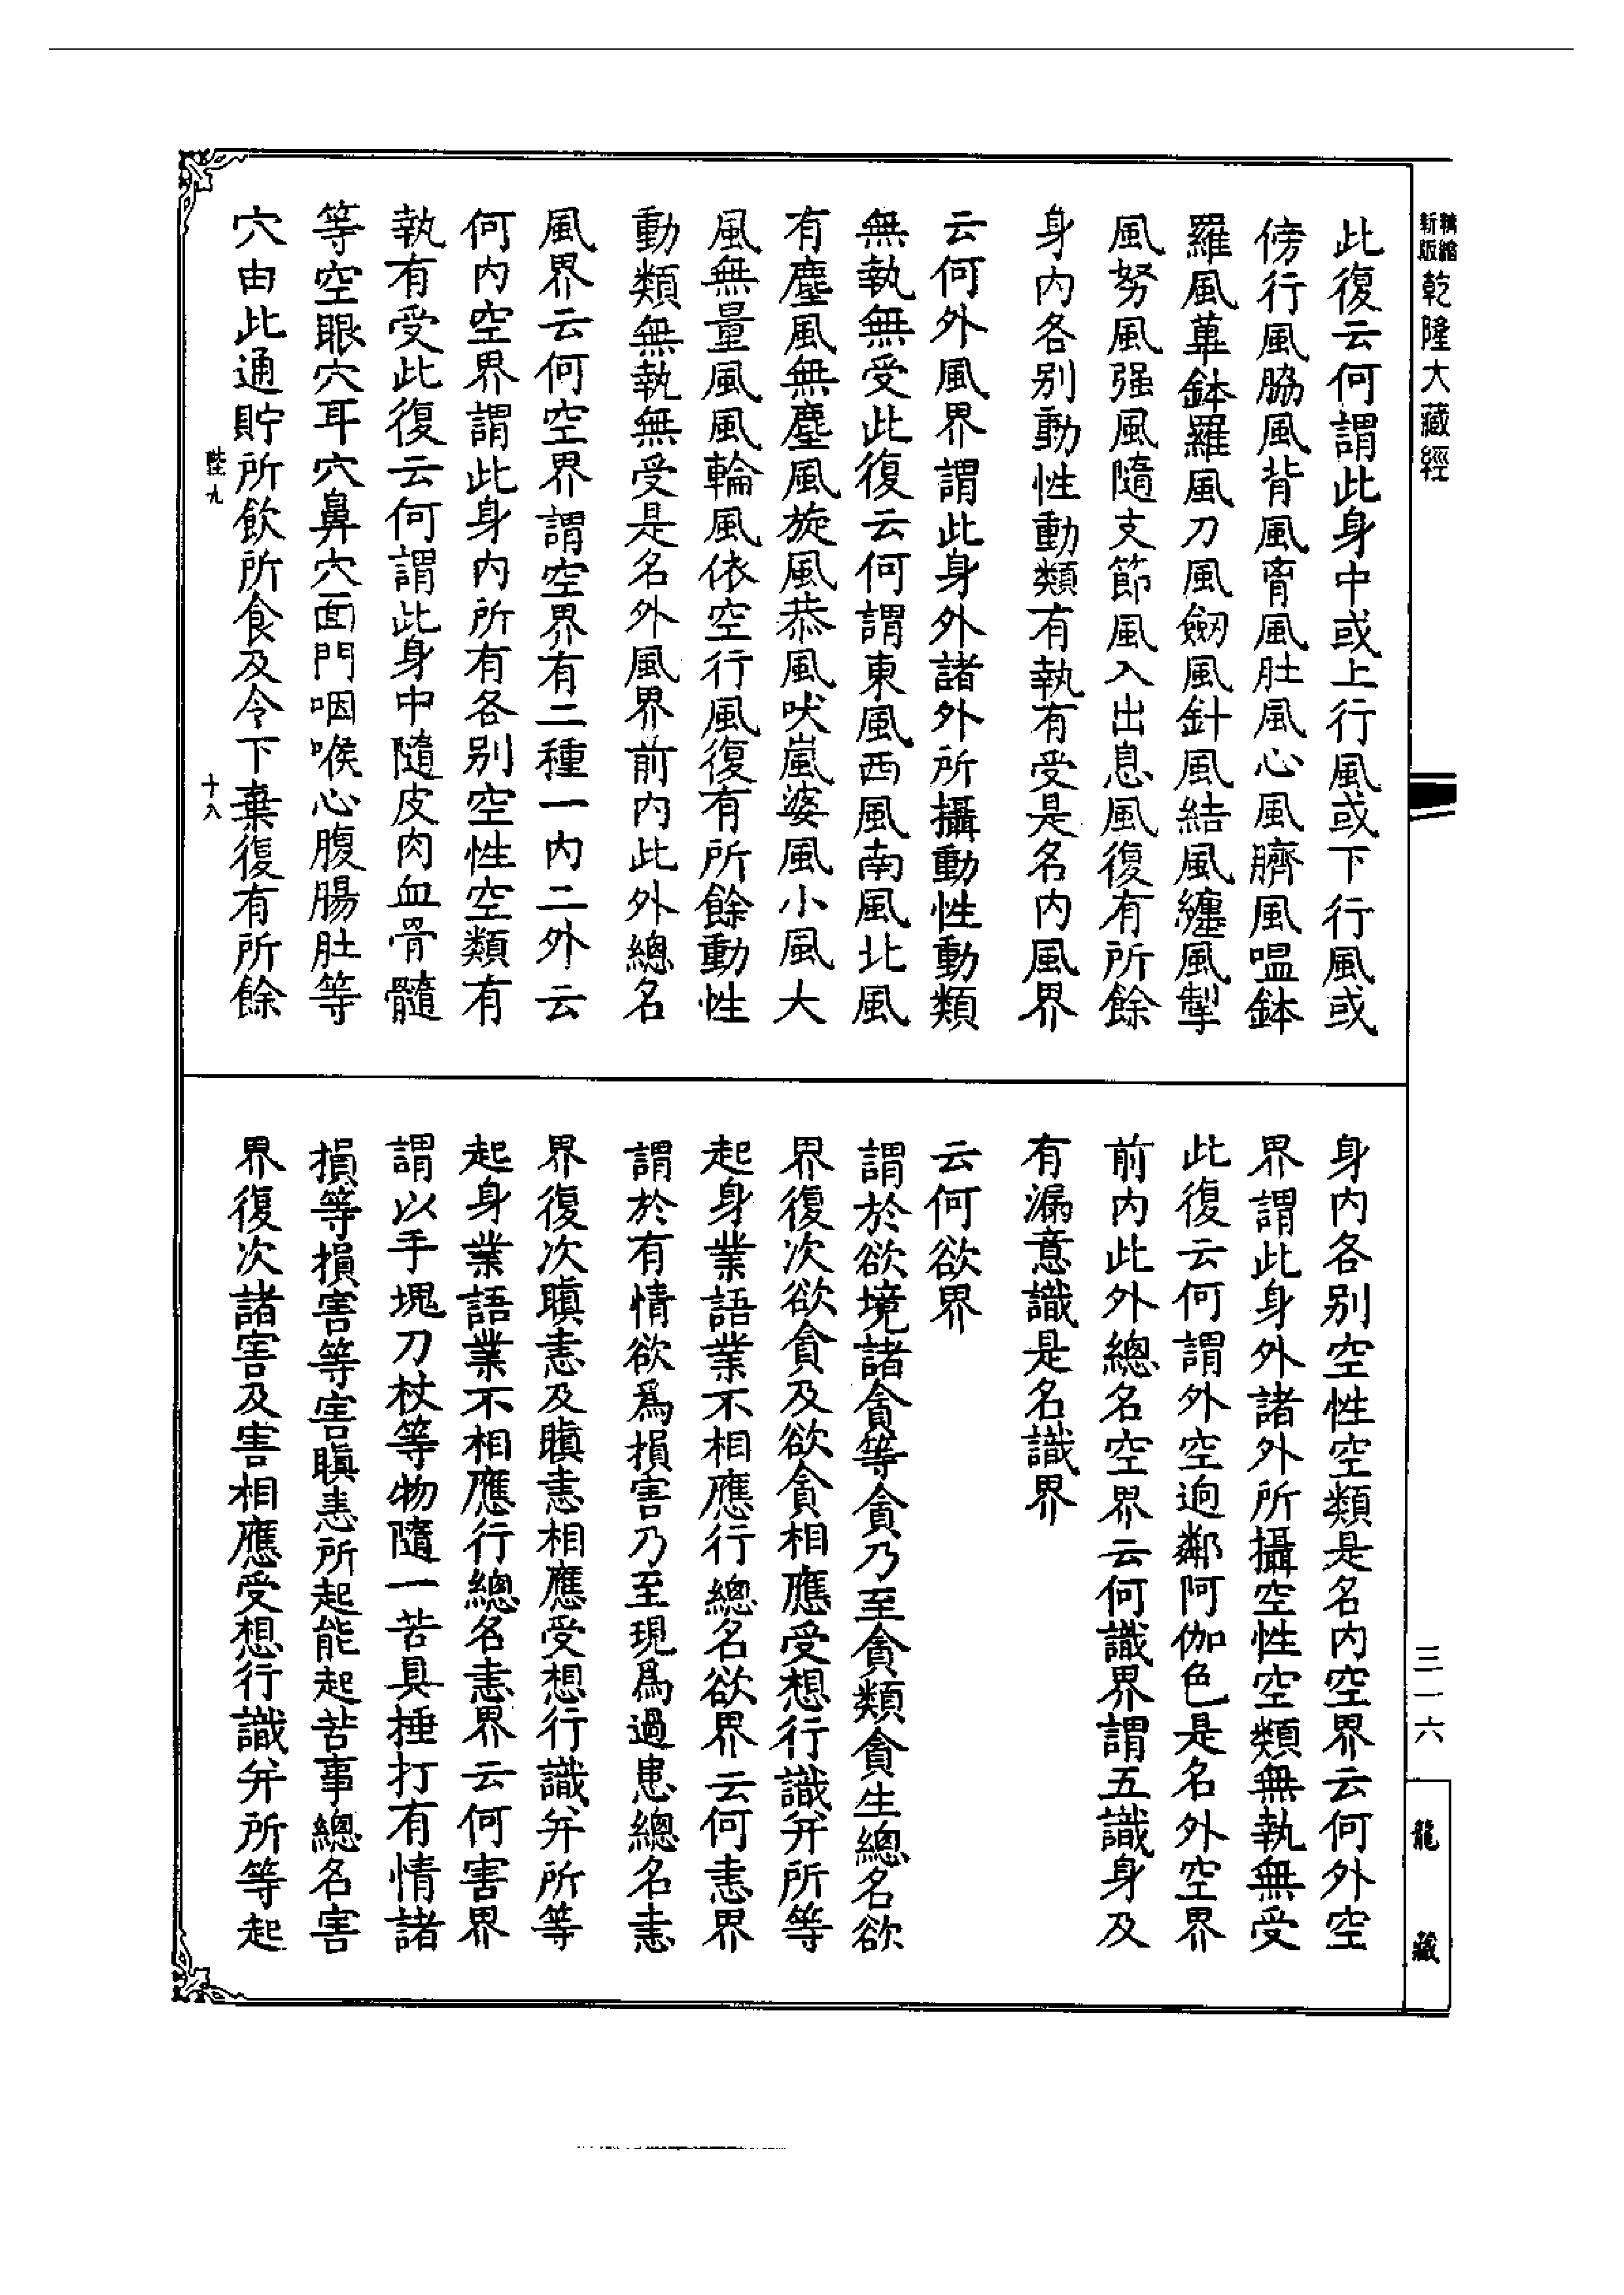 新版
精縮
乾隆大藏經
此復云何謂此身中或上行風或下行風或
傍行風脇風背風𮌎風肚風心風臍風嗢鉢
羅風蓽鉢羅風刀風劒風針風結風纏風掣
風努風强風隨支節風入出息風復有所餘
身內各别動性動類有執有受是名內風界
云何外風界謂此身外諸外所攝動性動類
無執無受此復云何謂東風西風南風北風
有塵風無塵風旋風恭風吠嵐婆風小風大
風無量風風輪風依空行風復有所餘動性
動類無執無受是名外風界前內此外總名
風界云何空界謂空界有二種一內二外云
何內空界謂此身內所有各别空性空類有
執有受此復云何謂此身中隨皮肉血骨髓
等空眼穴耳穴鼻穴面門咽喉心腹腸肚等
穴由此通貯所飲所食及令下棄復有所餘
陛九
十八
身內各别空性空類是名內空界云何外空
界謂此身外諸外所攝空性空類無執無受
此復云何謂外空迥鄰阿伽色是名外空界
前內此外總名空界云何識界謂五識身及
有漏意識是名識界
云何欲界
謂於欲境諸貪等貪乃至貪類貪生總名欲
界復次欲貪及欲貪相應受想行識幷所等
起身業語業不相應行總名欲界云何恚界
謂於有情欲爲損害乃至現爲過患總名恚
界復次瞋恚及瞋恚相應受想行識幷所等
起身業語業不相應行總名恚界云何害界
謂以手塊刀杖等物隨一苦具捶打有情諸
損等損害等害瞋恚所起能起苦事總名害
界復次諸害及害相應受想行識幷所等起
三一六
龍藏